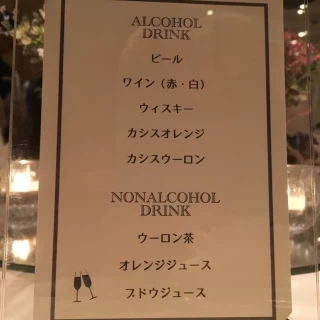 ALCOHOL
DRINK
ビール
ワイン（赤・白）
ウィスキー
カシスオレンジ
カシスウーロン
NONALCOHOL
DRINK
ウーロン茶
オレンジジュース
ブドウジュース